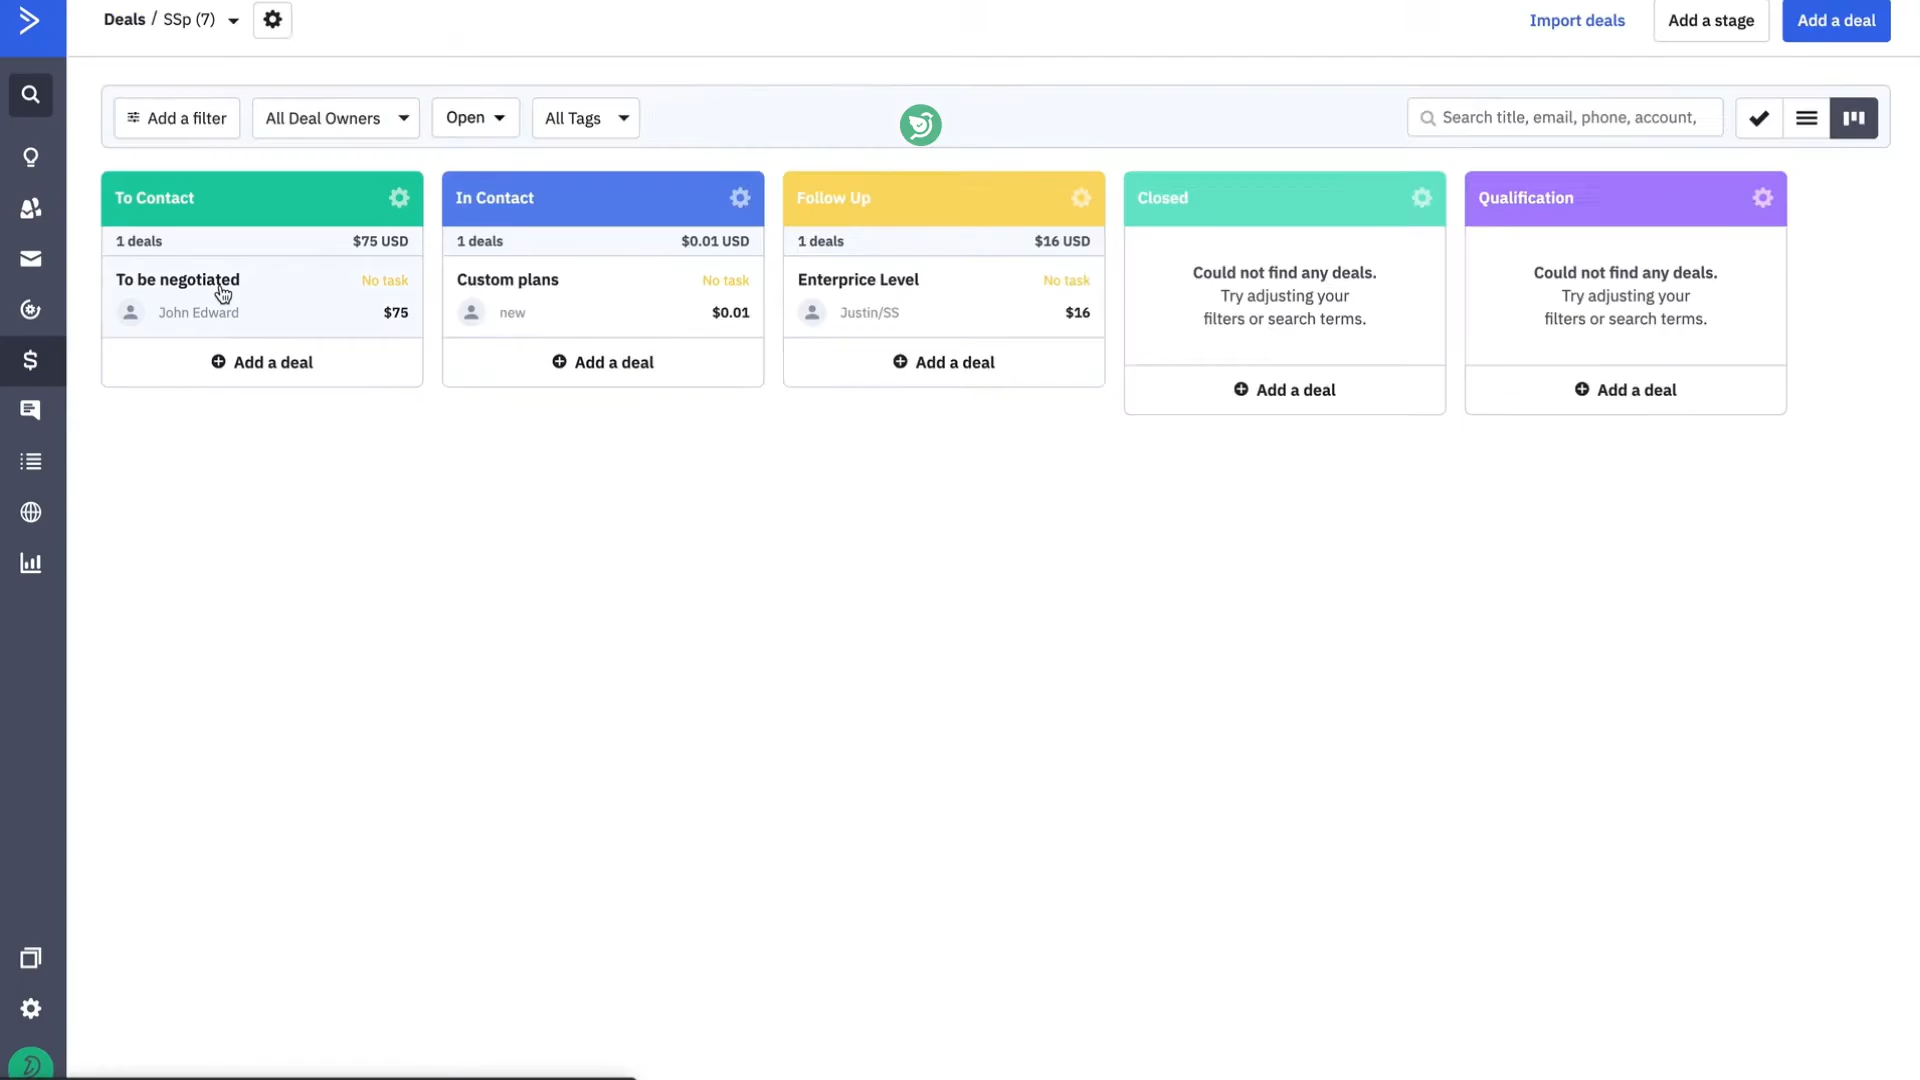 Deals / SSp (7)
Import deals
Add a stage
Add a deal
Add a filter
All Deal Owners
Open
All Tags
Search title, email, phone, account,
To Contact
1 deals $75 USD
To be negotiated No task
John Edward $75
Add a deal
In Contact
1 deals $0.01 USD
Custom plans No task
new $0.01
Add a deal
Follow Up
1 deals $16 USD
Enterprice Level No task
Justin/SS $16
Add a deal
Closed
Could not find any deals.
Try adjusting your
filters or search terms.
Add a deal
Qualification
Could not find any deals.
Try adjusting your
filters or search terms.
Add a deal